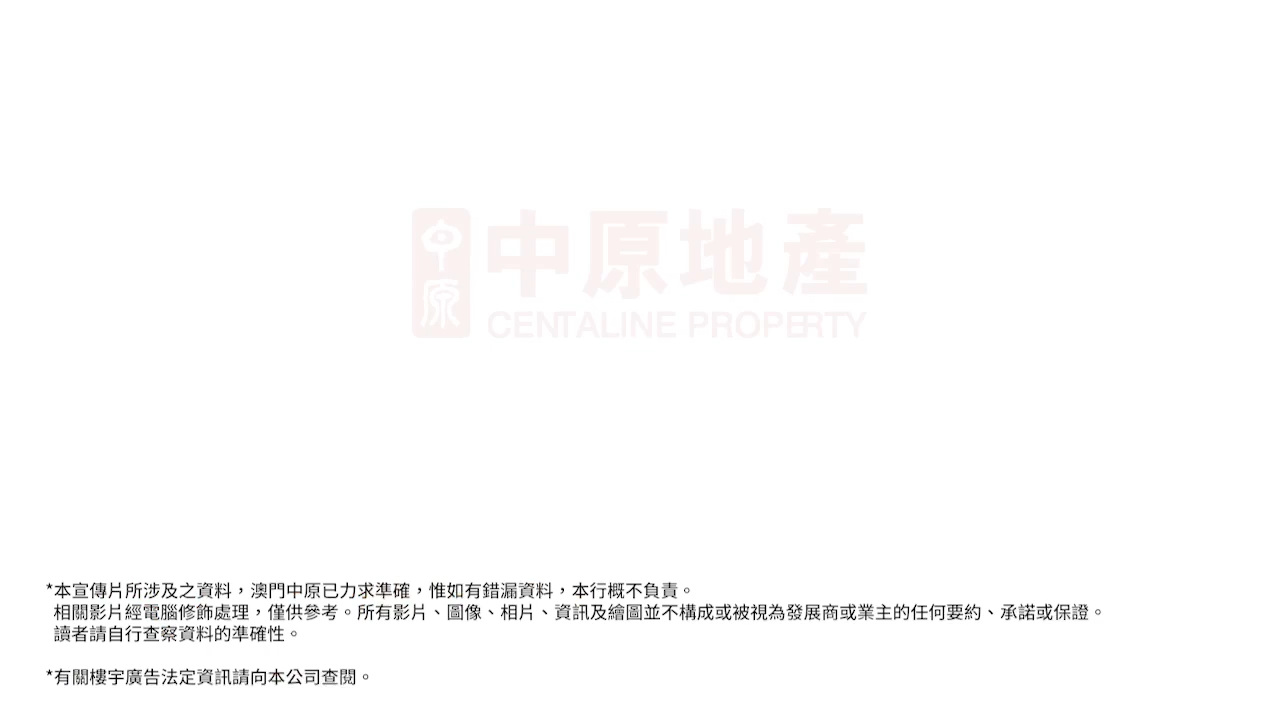 中原 中原地產
CENTALINE PROPERTY
*本宣傳片所涉及之資料，澳門中原已力求準確，惟如有錯漏資料，本行概不負責。
相關影片經電腦修飾處理，僅供參考。所有影片、圖像、相片、資訊及繪圖並不構成或被視為發展商或業主的任何要約、承諾或保證。
讀者請自行查察資料的準確性。
*有關樓宇廣告法定資訊請向本公司查閱。